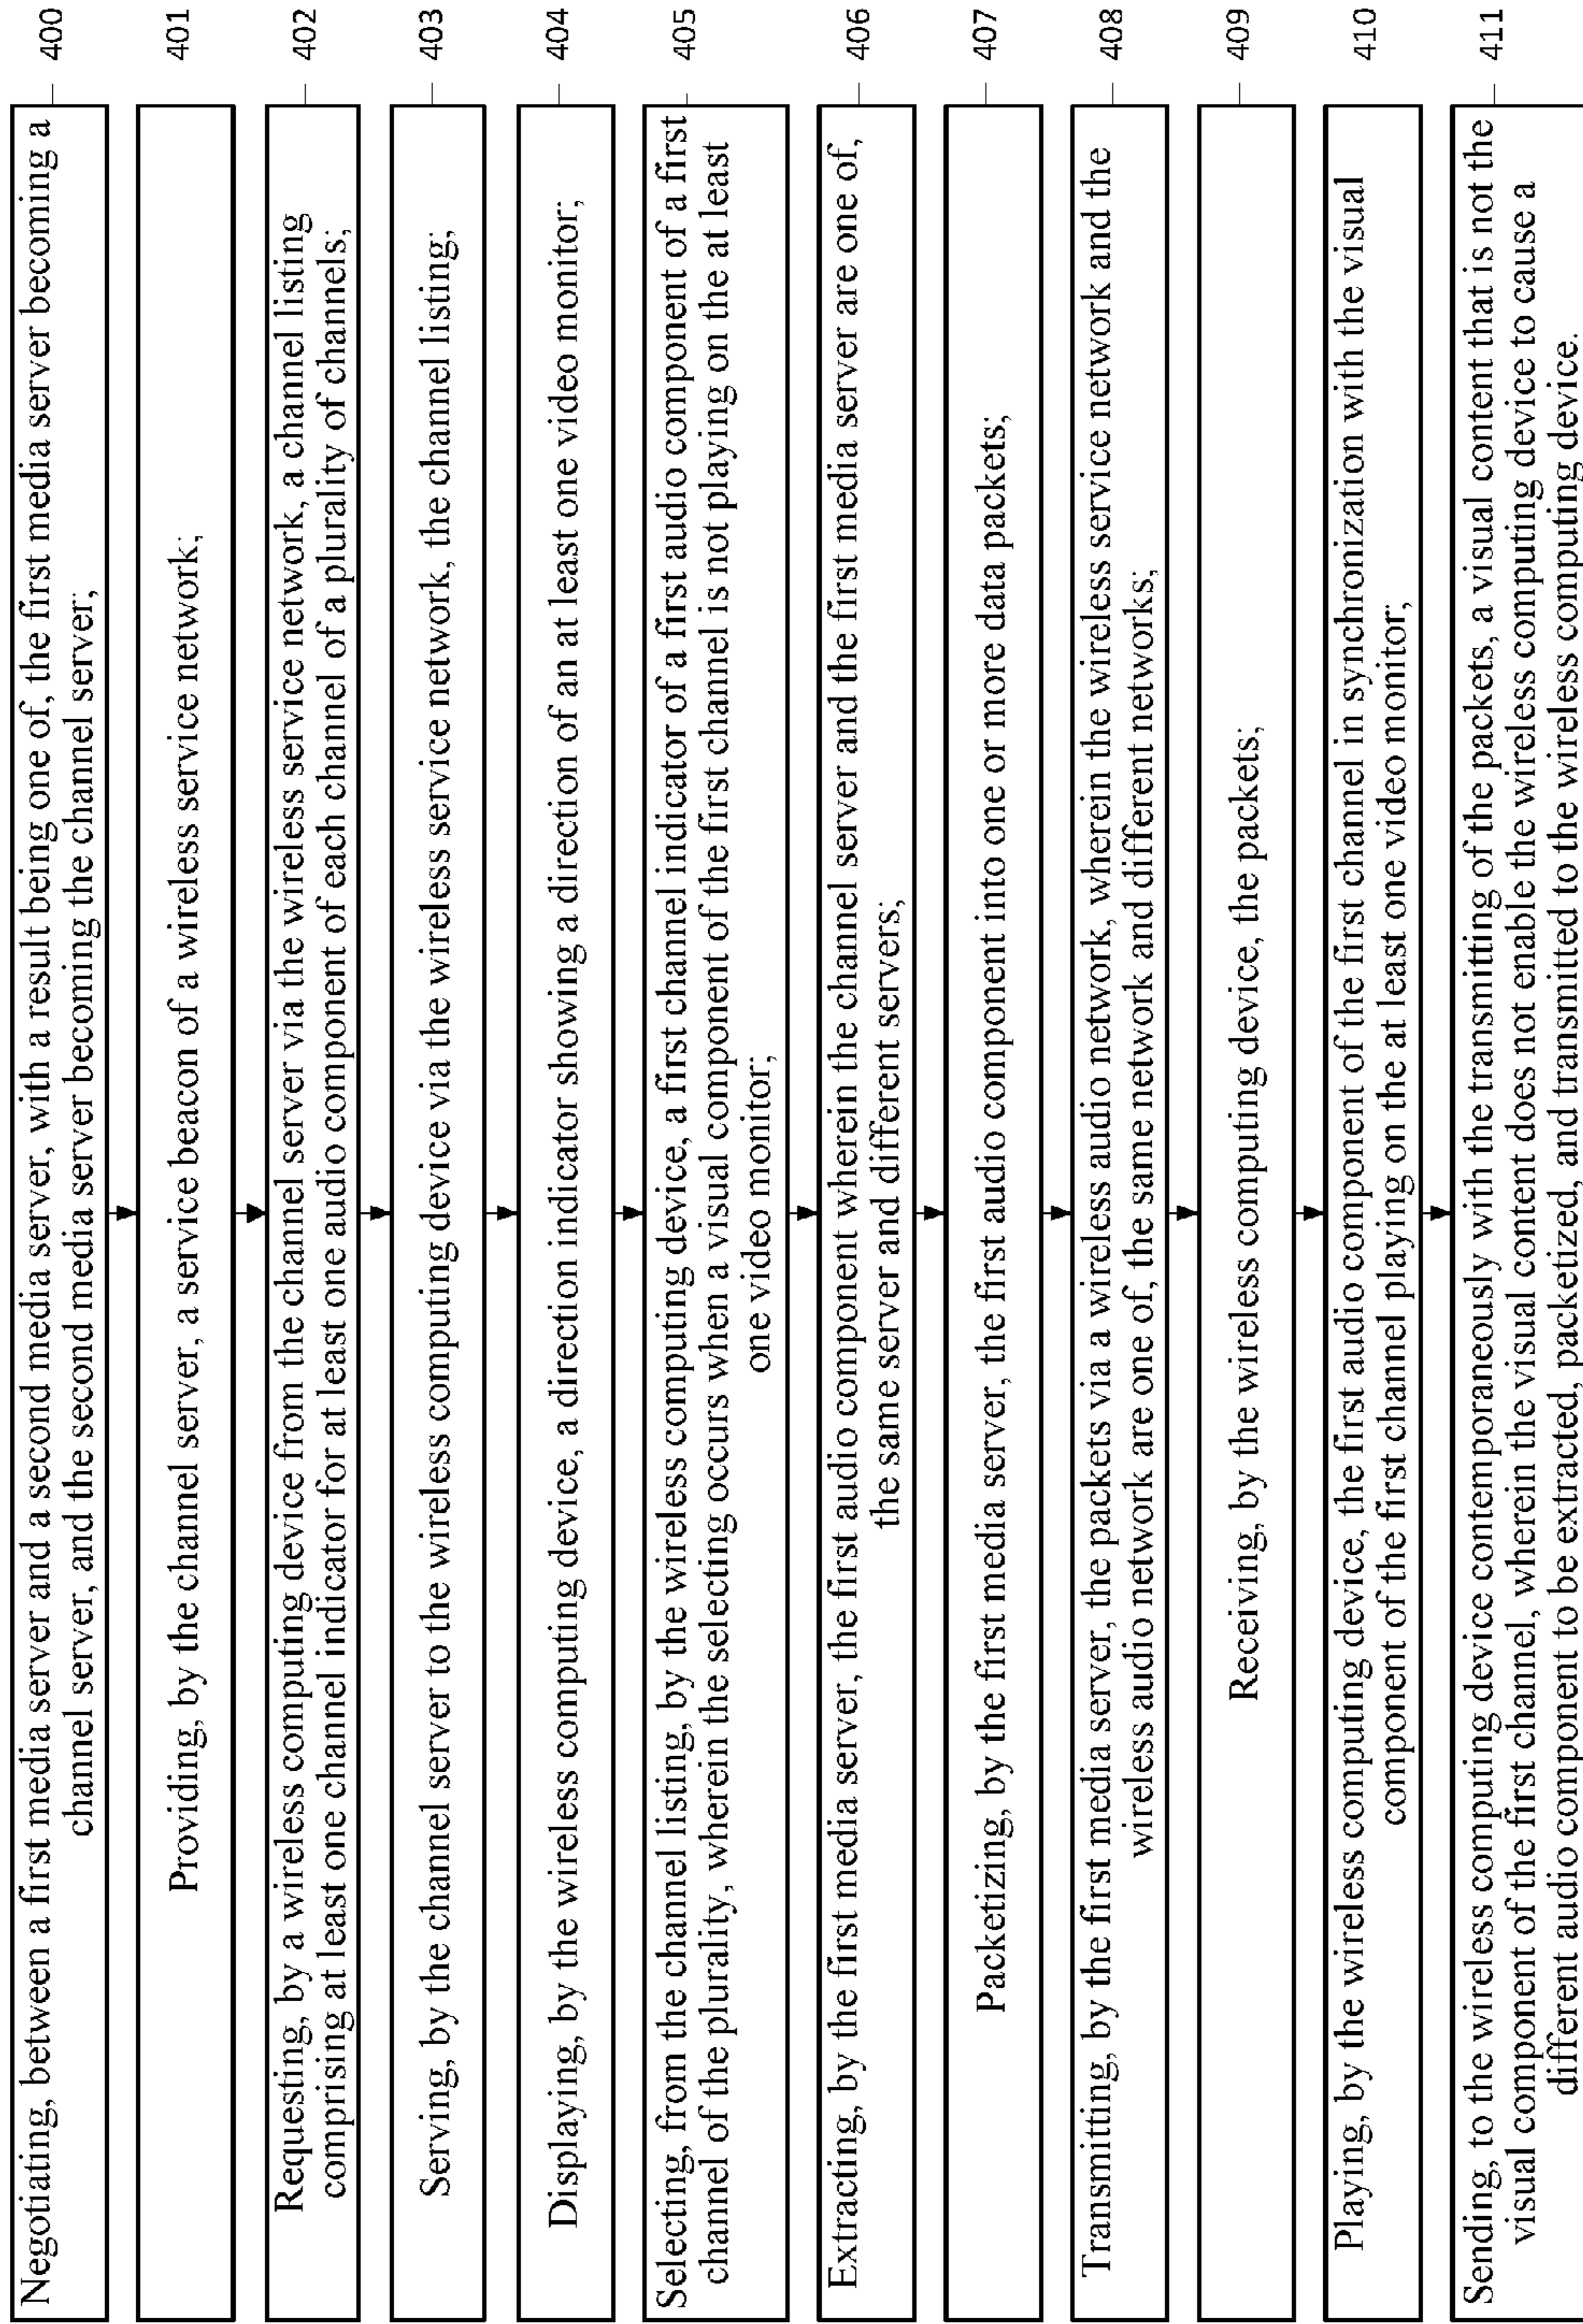 Negotiating, between a first media server and a second media server, with a result being one of, the first media server becoming a
channel server, and the second media server becoming the channel server;
400
Providing, by the channel server, a service beacon of a wireless service network;
401
Requesting, by a wireless computing device from the channel server via the wireless service network, a channel listing
comprising at least one channel indicator for at least one audio component of each channel of a plurality of channels;
402
Serving, by the channel server to the wireless computing device via the wireless service network, the channel listing;
403
Displaying, by the wireless computing device, a direction indicator showing a direction of an at least one video monitor;
404
Selecting, from the channel listing, by the wireless computing device, a first channel indicator of a first audio component of a first
channel of the plurality, wherein the selecting occurs when a visual component of the first channel is not playing on the at least
one video monitor;
405
Extracting, by the first media server, the first audio component wherein the channel server and the first media server are one of,
the same server and different servers;
406
Packetizing, by the first media server, the first audio component into one or more data packets;
407
Transmitting, by the first media server, the packets via a wireless audio network, wherein the wireless service network and the
wireless audio network are one of, the same network and different networks;
408
Receiving, by the wireless computing device, the packets;
409
Playing, by the wireless computing device, the first audio component of the first channel in synchronization with the visual
component of the first channel playing on the at least one video monitor;
410
Sending, to the wireless computing device contemporaneously with the transmitting of the packets, a visual content that is not the
visual component of the first channel, wherein the visual content does not enable the wireless computing device to cause a
different audio component to be extracted, packetized, and transmitted to the wireless computing device.
411